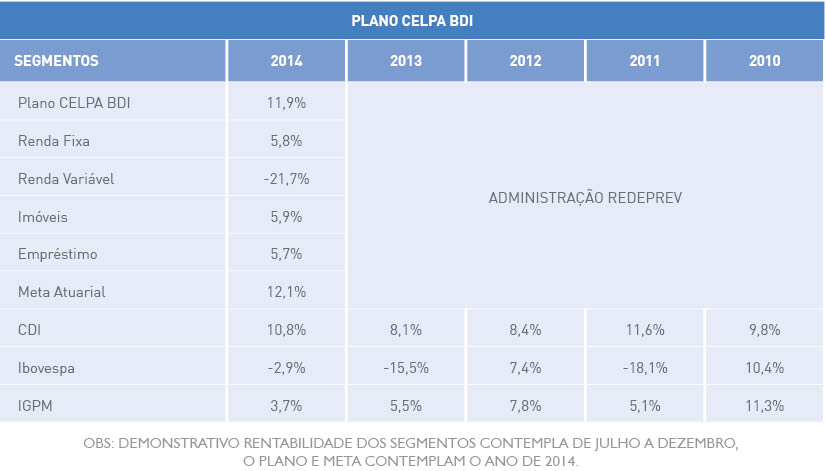 PLANO CELPA BDI
SEGMENTOS 2014 2013 2012 2011 2010
Plano CELPA BDI 11,9%
Renda Fixa 5,8%
Renda Variável -21,7%
ADMINISTRAÇÃO REDEPREV
Imóveis 5,9%
Empréstimo 5,7%
Meta Atuarial 12,1%
CDI 10,8% 8,1% 8,4% 11,6% 9,8%
Ibovespa -2,9% -15,5% 7,4% -18,1% 10,4%
IGPM 3,7% 5,5% 7,8% 5,1% 11,3%
OBS: DEMONSTRATIVO RENTABILIDADE DOS SEGMENTOS CONTEMPLA DE JULHO A DEZEMBRO,
O PLANO E META CONTEMPLAM O ANO DE 2014.